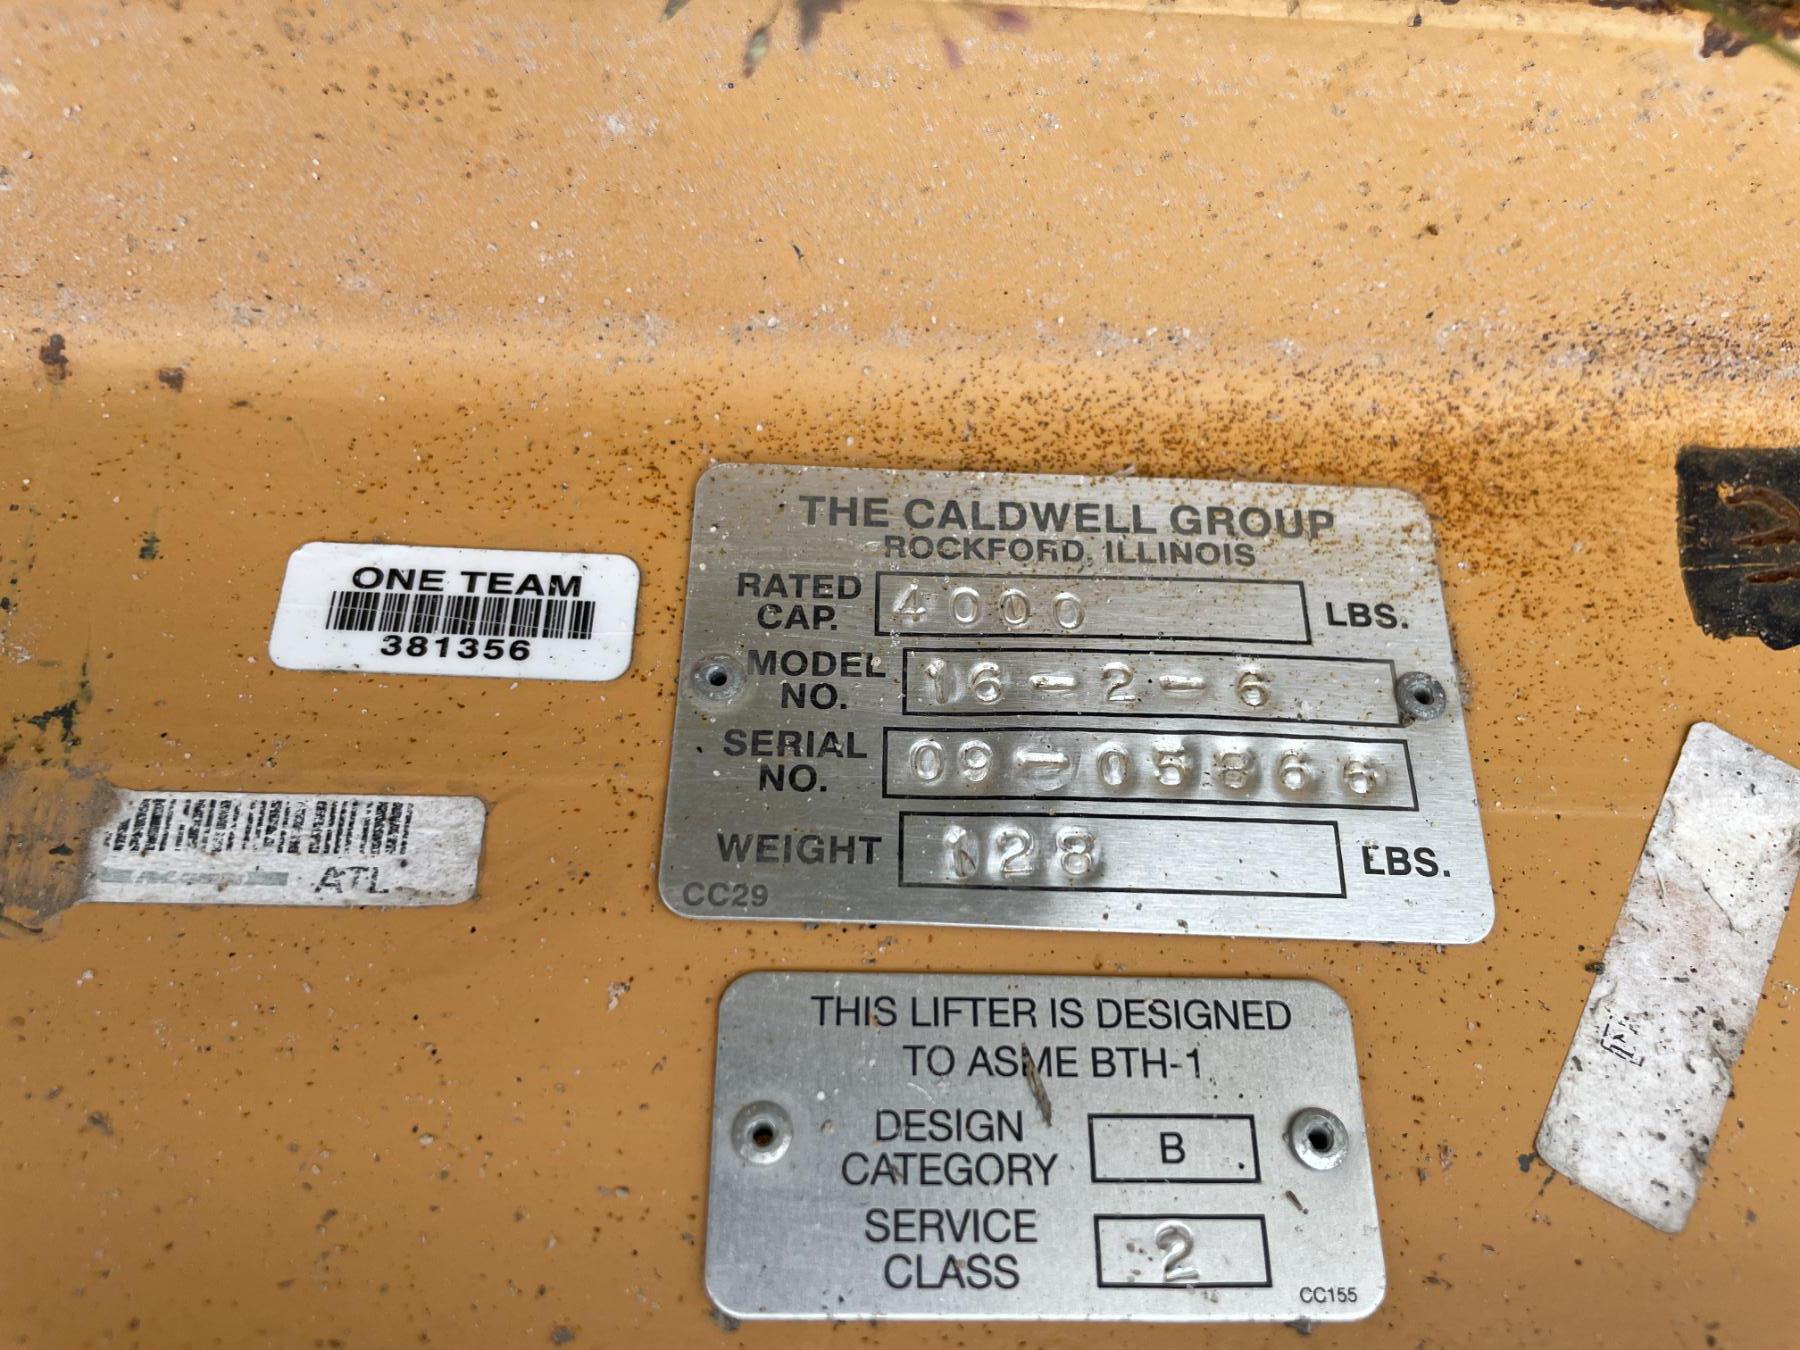 ONE TEAM
381356
ATL
THE CALDWELL GROUP
ROCKFORD, ILLINOIS
RATED CAP. 4000 LBS.
MODEL NO. 16-2-6
SERIAL NO. 09-05866
WEIGHT 128 LBS.
CC29
THIS LIFTER IS DESIGNED
TO ASME BTH-1
DESIGN CATEGORY B
SERVICE CLASS 2
CC155